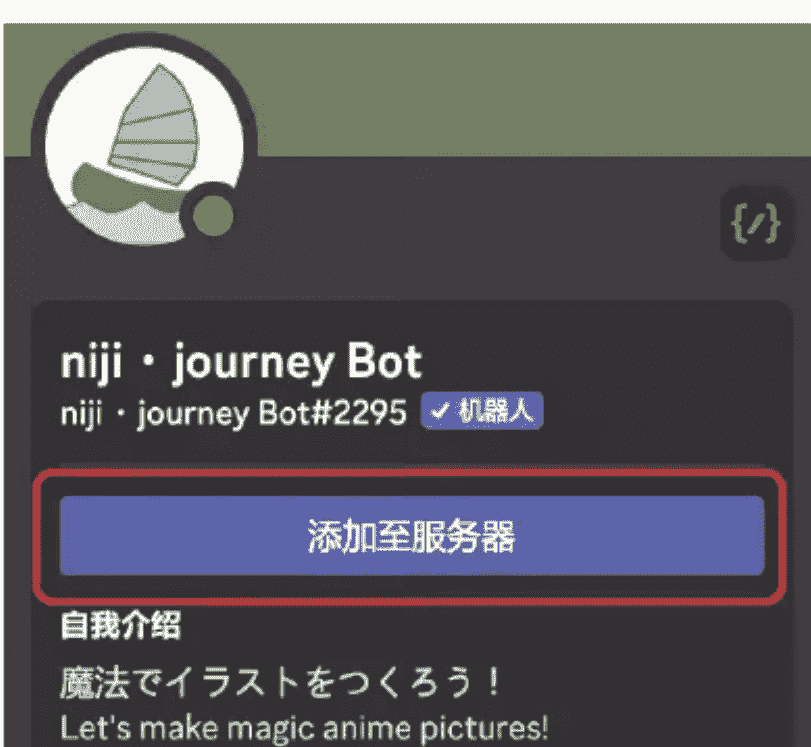 {/}
niji・journey Bot
niji・journey Bot#2295 ✓ 机器人
添加至服务器
自我介绍
魔法でイラストをつくろう！
Let's make magic anime pictures!